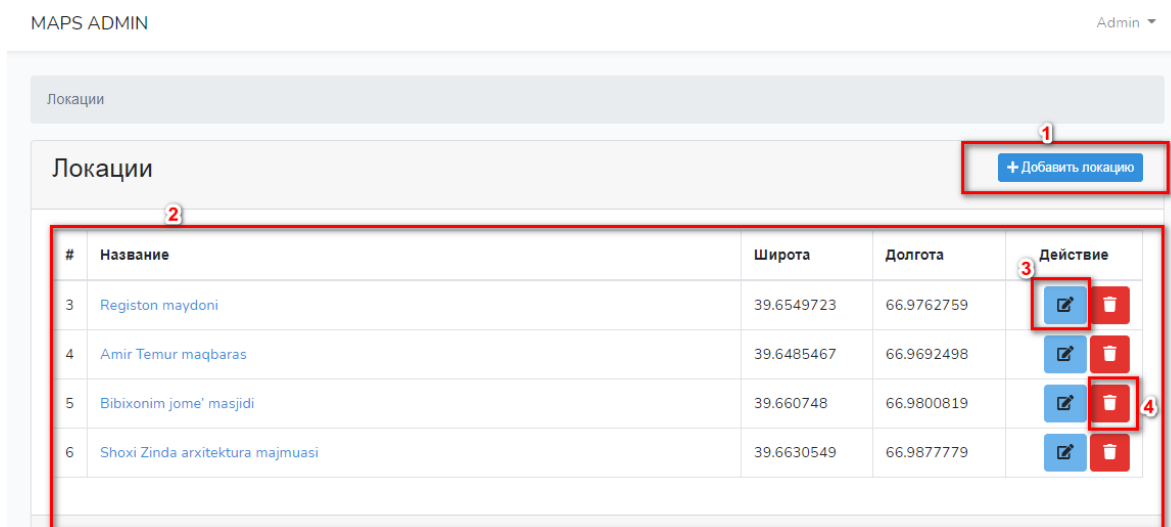 MAPS ADMIN Admin
Локации
1
Локации + Добавить локацию
2
# Название Широта Долгота Действие
3
3 Registon maydoni 39.6549723 66.9762759
4 Amir Temur maqbaras 39.6485467 66.9692498
5 Bibixonim jome' masjidi 39.660748 66.9800819 4
6 Shoxi Zinda arxitektura majmuasi 39.6630549 66.9877779